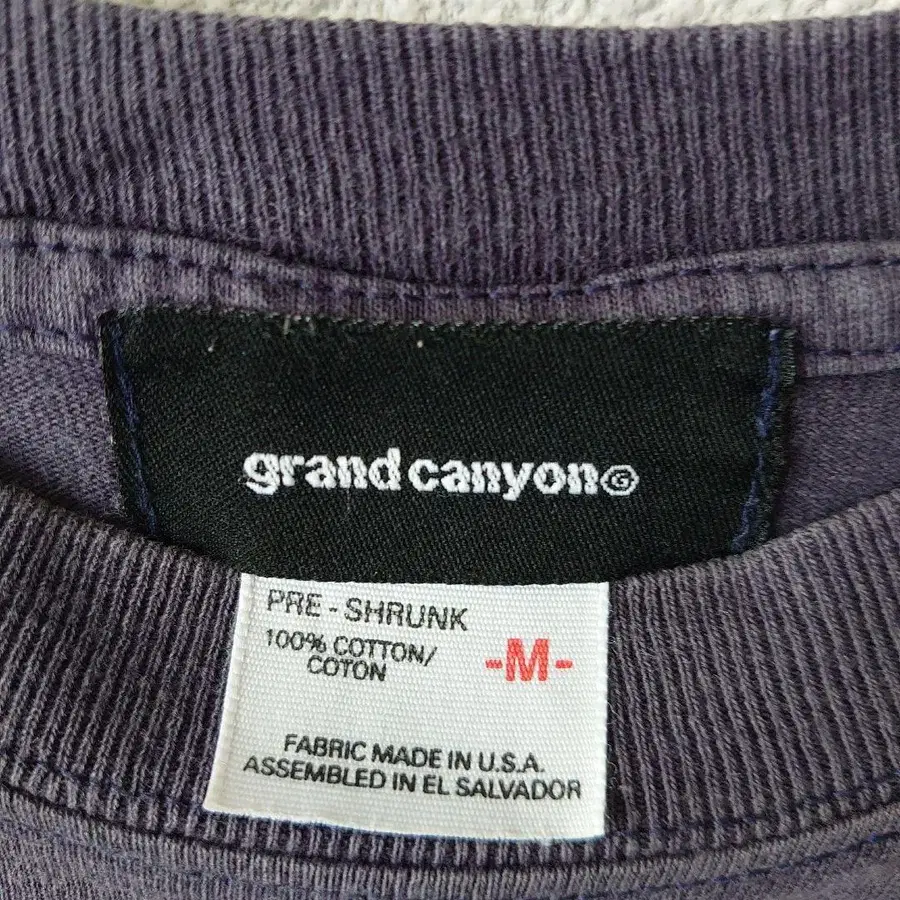 grand canyon G
PRE - SHRUNK
100% COTTON/
COTON
-M-
FABRIC MADE IN U.S.A.
ASSEMBLED IN EL SALVADOR